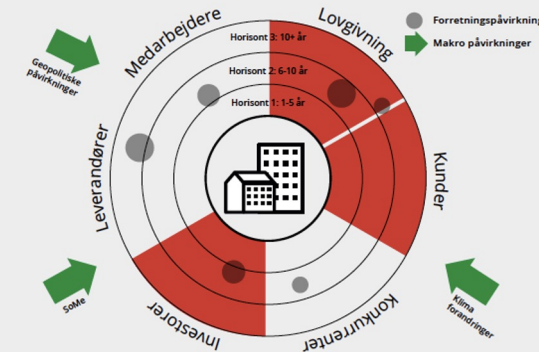 Medarbejdere
Lovgivning
Horisont 3: 10+ år
Horisont 2: 6-10 år
Horisont 1: 1-5 år
Forretningspåvirkning
Makro påvirkninger
Geopolitiske
påvirkninger
Leverandører
Kunder
SoMe
Investorer
Konkurrenter
Klima
forandringer